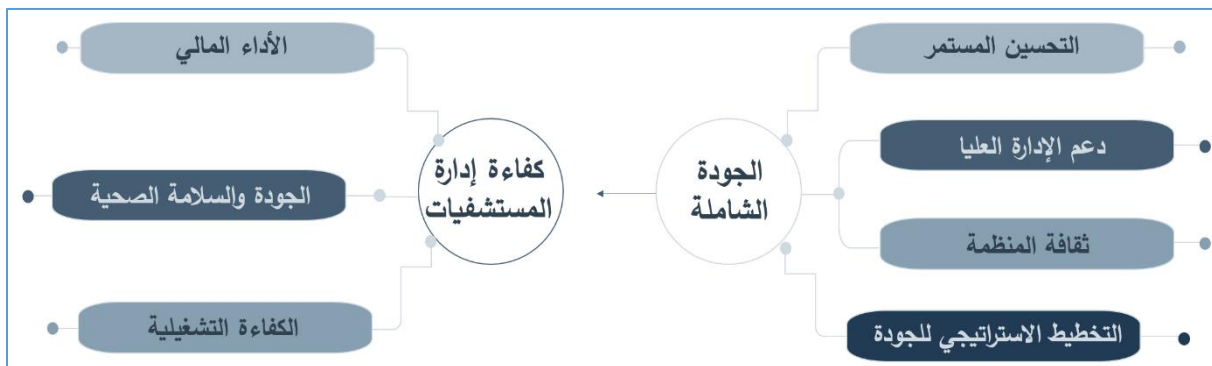 التحسين المستمر
دعم الإدارة العليا
ثقافة المنظمة
التخطيط الاستراتيجي للجودة
الجودة
الشاملة
كفاءة إدارة
المستشفيات
الأداء المالي
الجودة والسلامة الصحية
الكفاءة التشغيلية